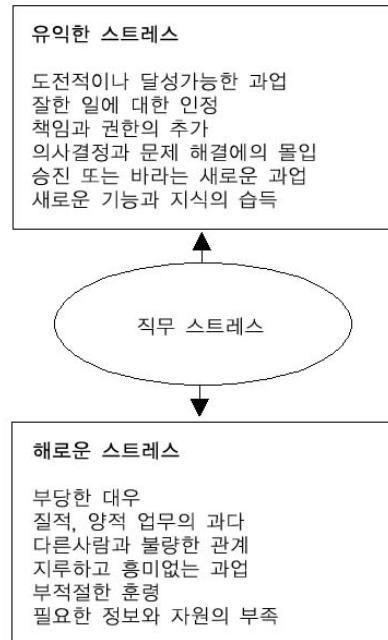 유익한 스트레스
도전적이나 달성가능한 과업
잘한 일에 대한 인정
책임과 권한의 추가
의사결정과 문제 해결에의 몰입
승진 또는 바라는 새로운 과업
새로운 기능과 지식의 습득
직무 스트레스
해로운 스트레스
부당한 대우
질적, 양적 업무의 과다
다른사람과 불량한 관계
지루하고 흥미없는 과업
부적절한 훈령
필요한 정보와 자원의 부족